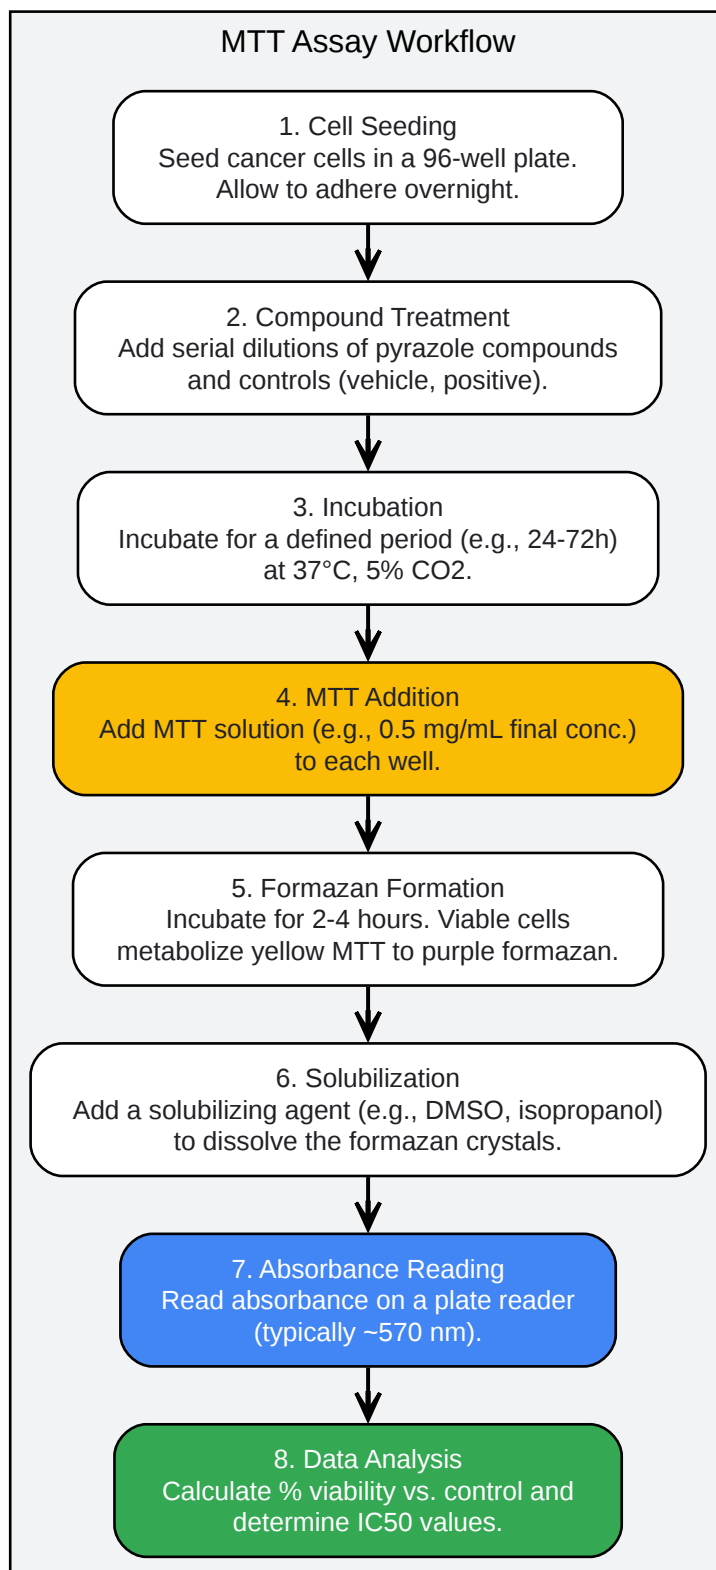 MTT Assay Workflow
1. Cell Seeding
Seed cancer cells in a 96-well plate.
Allow to adhere overnight.
2. Compound Treatment
Add serial dilutions of pyrazole compounds
and controls (vehicle, positive).
3. Incubation
Incubate for a defined period (e.g., 24-72h)
at 37°C, 5% CO2.
4. MTT Addition
Add MTT solution (e.g., 0.5 mg/mL final conc.)
to each well.
5. Formazan Formation
Incubate for 2-4 hours. Viable cells
metabolize yellow MTT to purple formazan.
6. Solubilization
Add a solubilizing agent (e.g., DMSO, isopropanol)
to dissolve the formazan crystals.
7. Absorbance Reading
Read absorbance on a plate reader
(typically ~570 nm).
8. Data Analysis
Calculate % viability vs. control and
determine IC50 values.